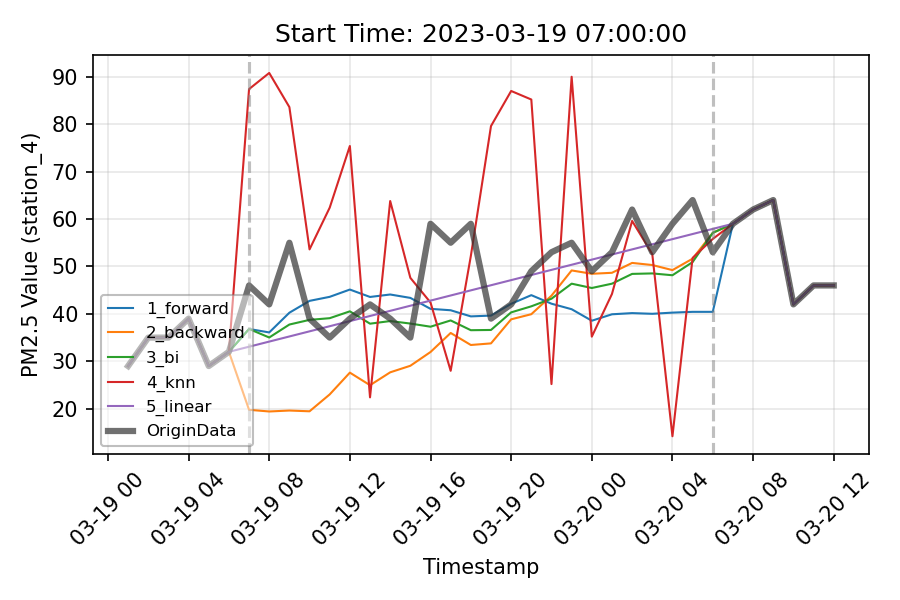 Start Time: 2023-03-19 07:00:00
PM2.5 Value (station_4)
90
80
70
60
50
40
30
20
1_forward
2_backward
3_bi
4_knn
5_linear
OriginData
03-19 00
03-19 04
03-19 08
03-19 12
03-19 16
03-19 20
03-20 00
03-20 04
03-20 08
03-20 12
Timestamp